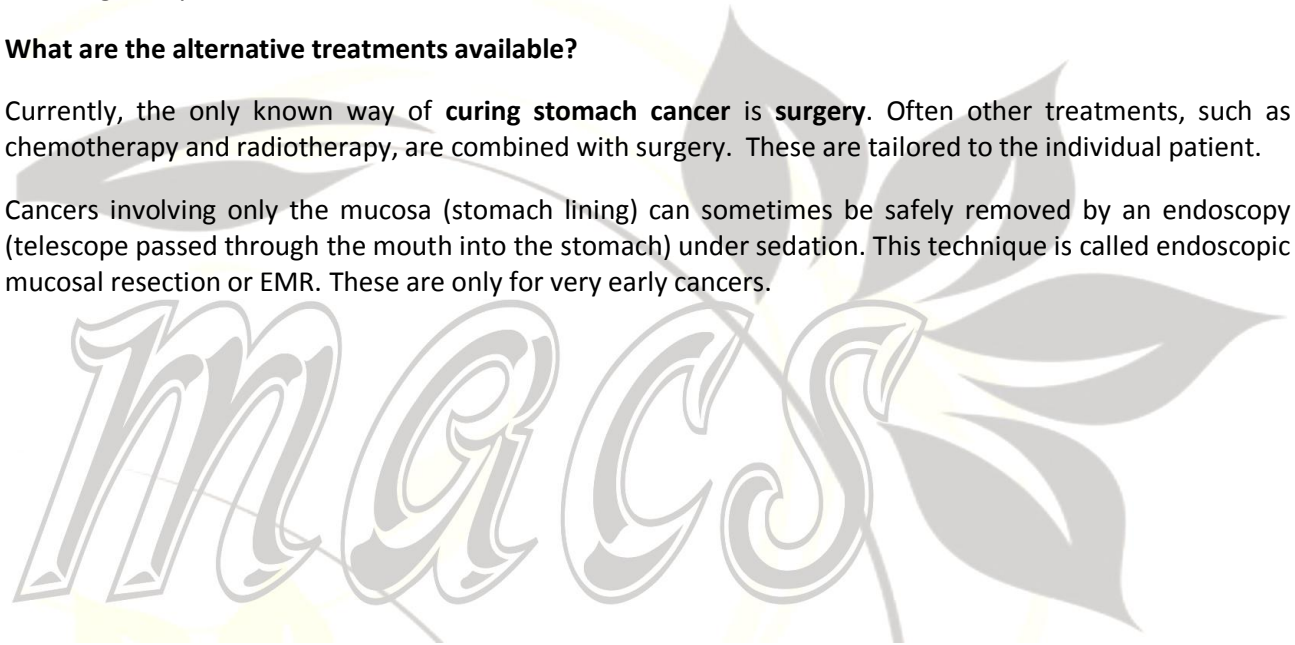 What are the alternative treatments available?
Currently, the only known way of curing stomach cancer is surgery. Often other treatments, such as
chemotherapy and radiotherapy, are combined with surgery. These are tailored to the individual patient.
Cancers involving only the mucosa (stomach lining) can sometimes be safely removed by an endoscopy
(telescope passed through the mouth into the stomach) under sedation. This technique is called endoscopic
mucosal resection or EMR. These are only for very early cancers.
macs